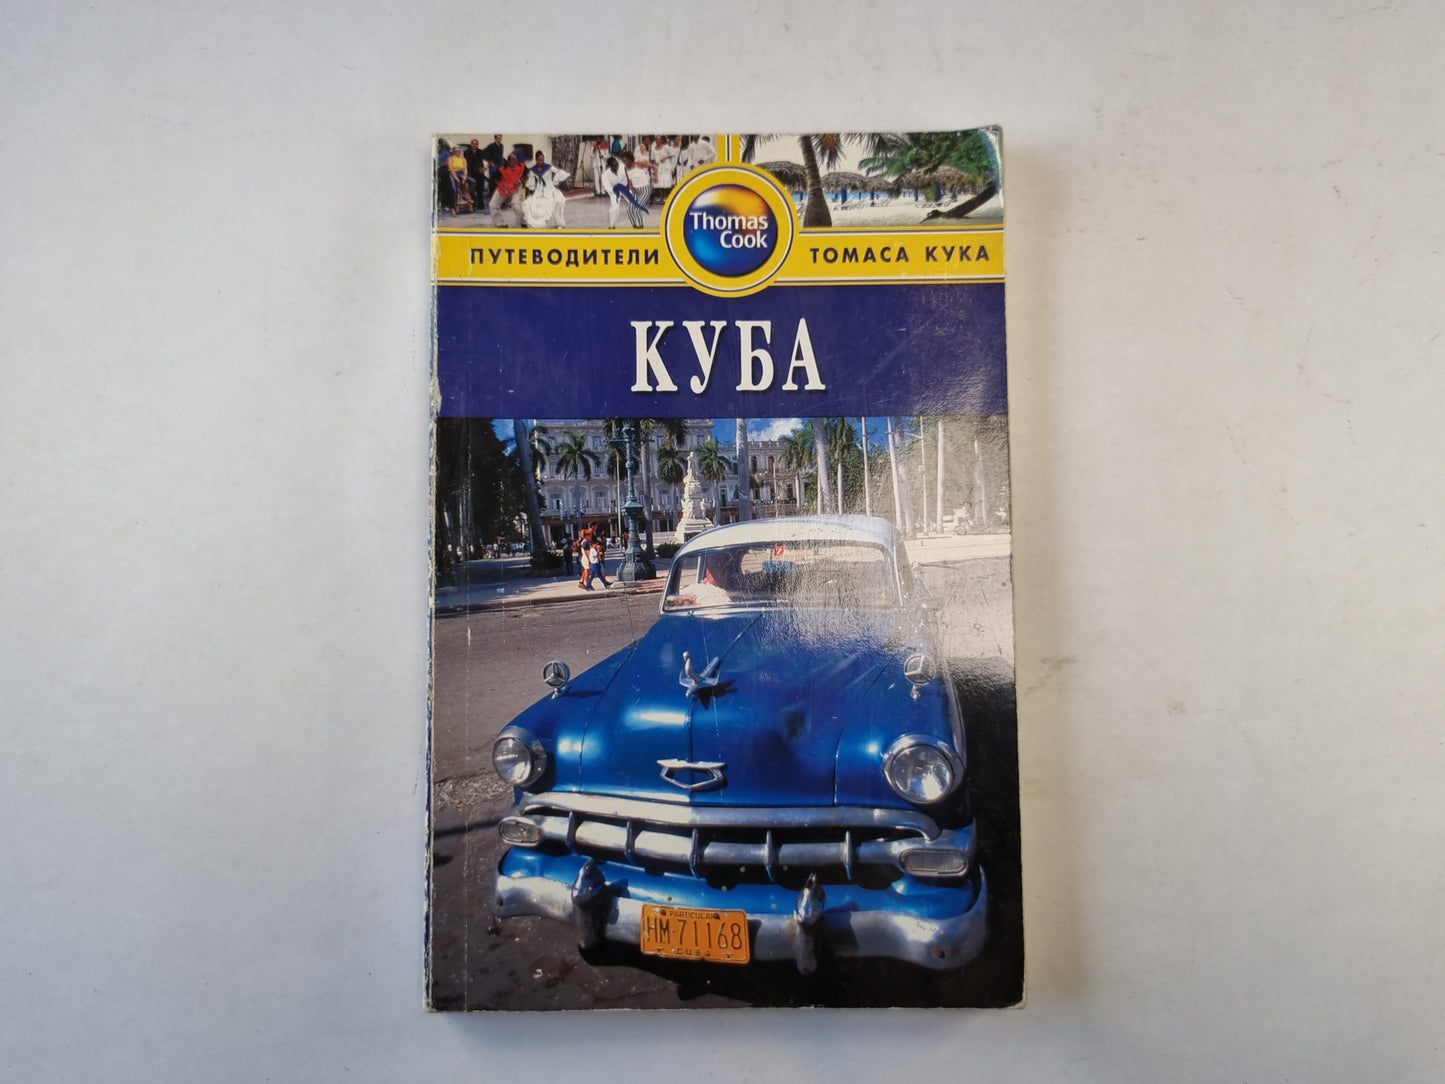 Thomas
Cook
ПУТЕВОДИТЕЛИ ТОМАСА КУКА
КУБА
PARTICULAR
HM·71168
CUBA